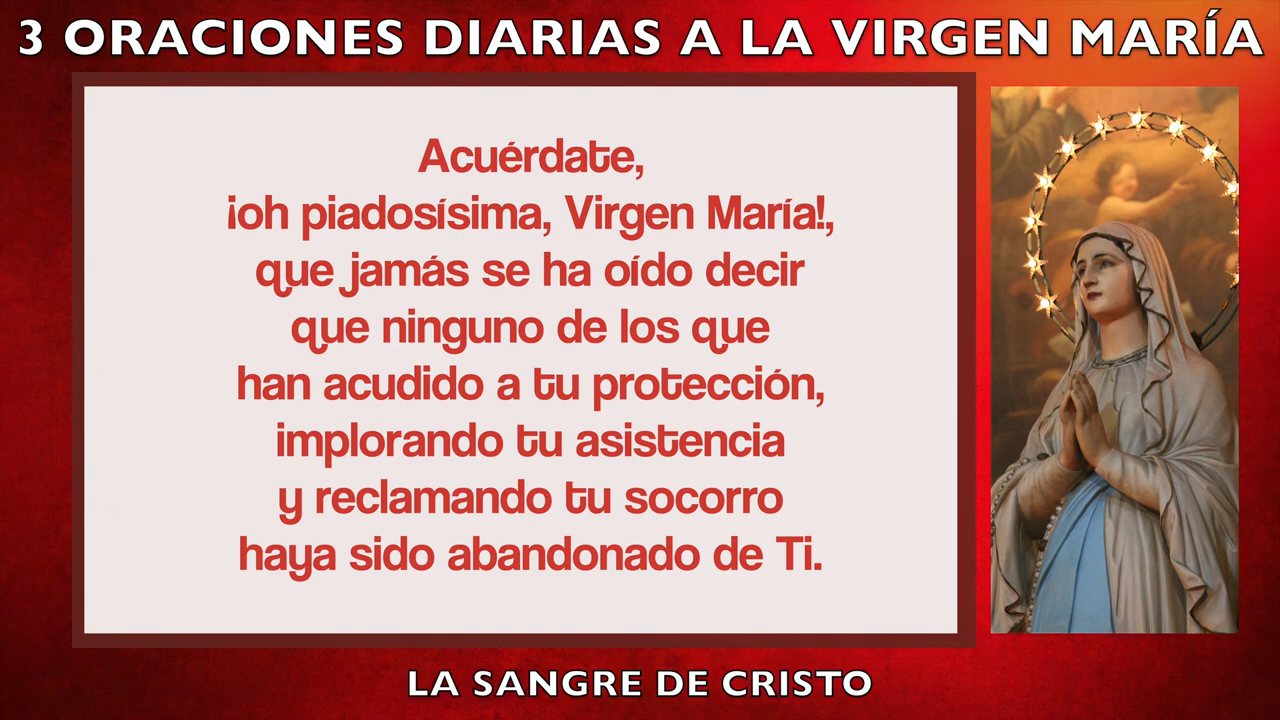 3 ORACIONES DIARIAS A LA VIRGEN MARÍA
Acuérdate,
¡oh piadosísima, Virgen María!,
que jamás se ha oído decir
que ninguno de los que
han acudido a tu protección,
implorando tu asistencia
y reclamando tu socorro
haya sido abandonado de Ti.
LA SANGRE DE CRISTO